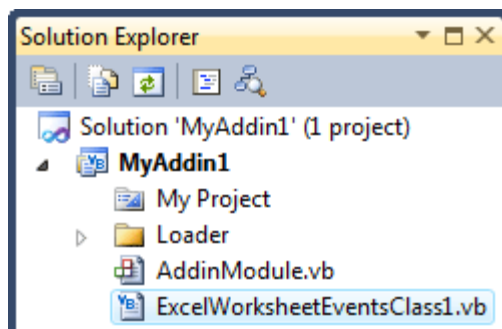 Solution Explorer
Solution 'MyAddin1' (1 project)
MyAddin1
My Project
Loader
AddinModule.vb
ExcelWorksheetEventsClass1.vb